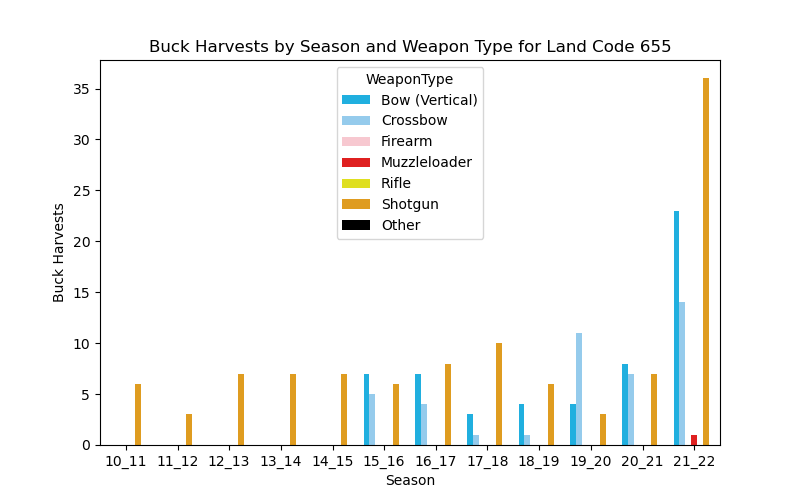 Buck Harvests by Season and Weapon Type for Land Code 655
WeaponType
Bow (Vertical)
Crossbow
Firearm
Muzzleloader
Rifle
Shotgun
Other
Buck Harvests
35
30
25
20
15
10
5
0
10_11 11_12 12_13 13_14 14_15 15_16 16_17 17_18 18_19 19_20 20_21 21_22
Season